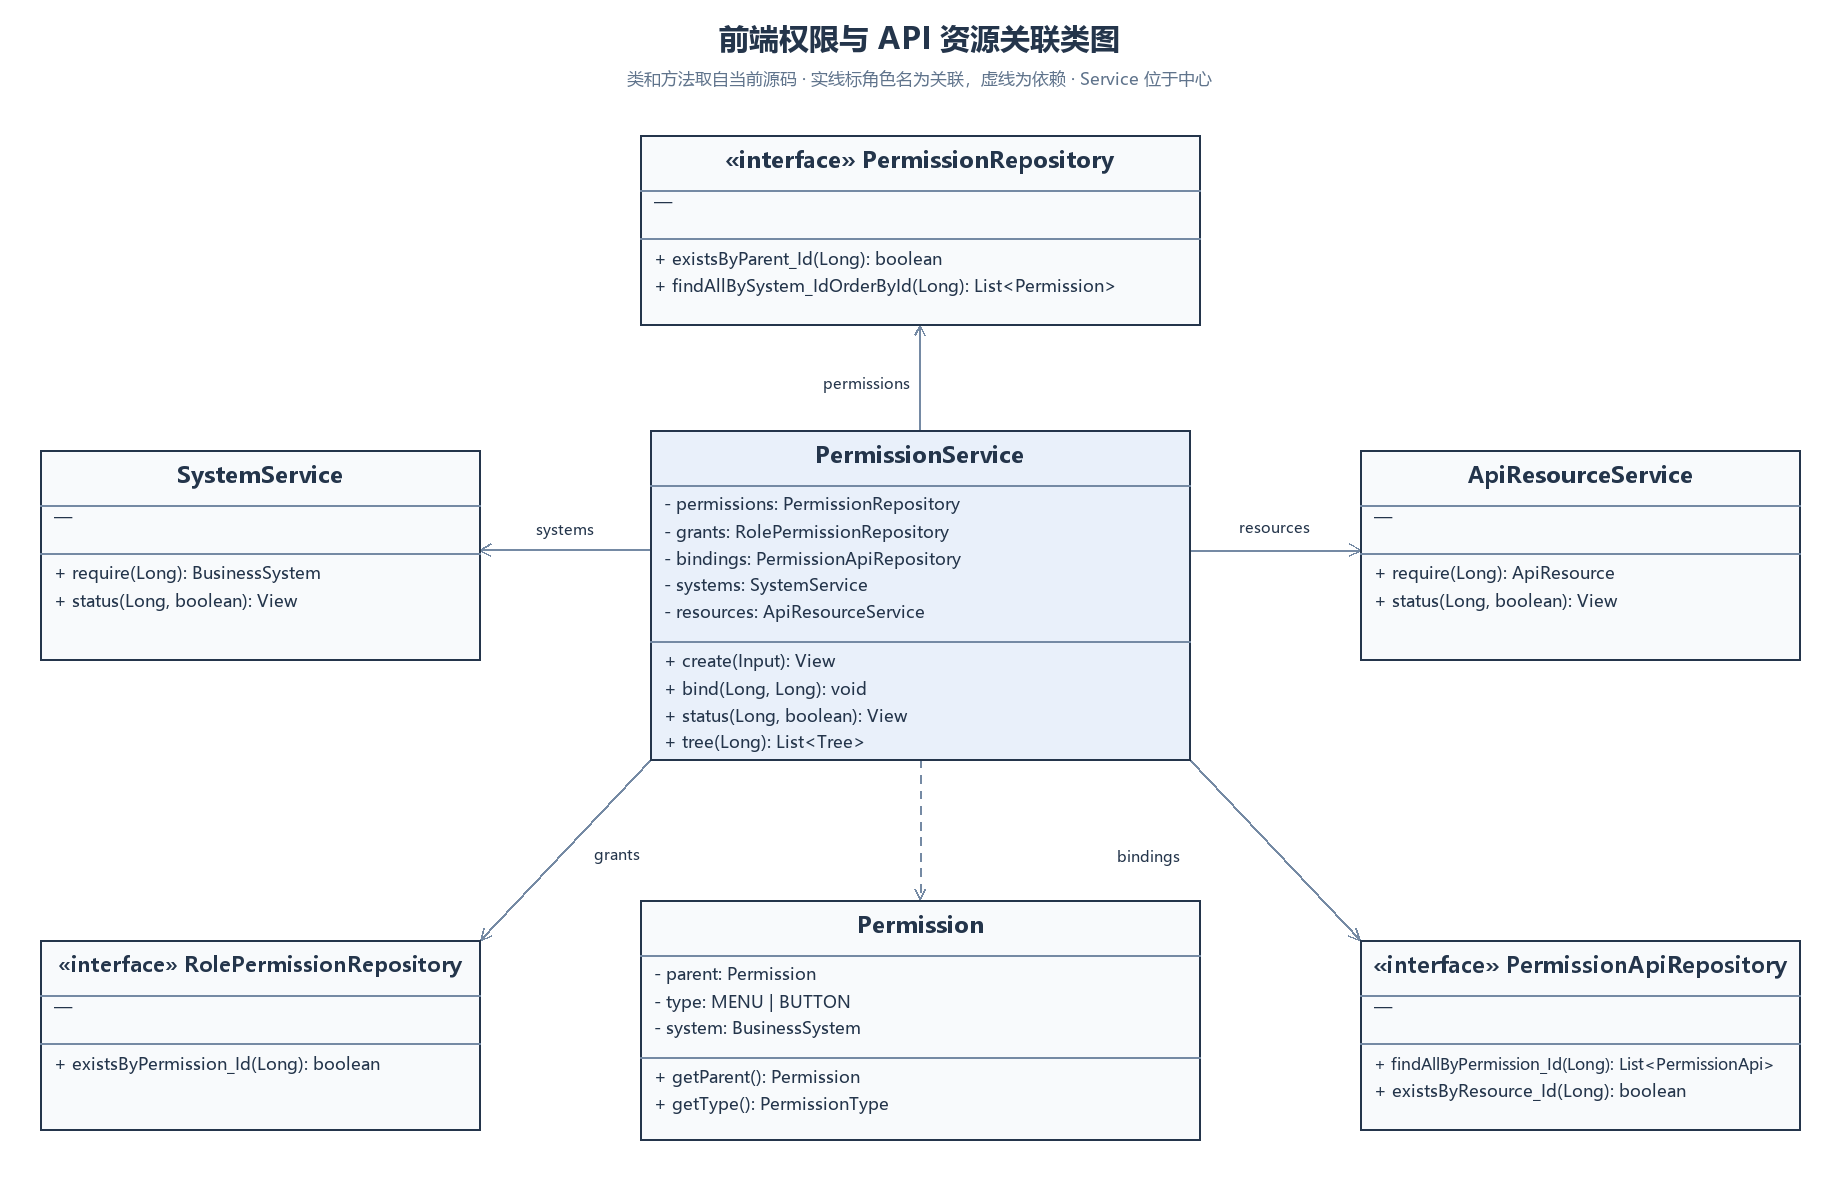 前端权限与 API 资源关联类图
类和方法取自当前源码 · 实线标角色名为关联，虚线为依赖 · Service 位于中心
«interface» PermissionRepository
—
+ existsByParent_Id(Long): boolean
+ findAllBySystem_IdOrderById(Long): List<Permission>
permissions
SystemService
—
+ require(Long): BusinessSystem
+ status(Long, boolean): View
systems
PermissionService
- permissions: PermissionRepository
- grants: RolePermissionRepository
- bindings: PermissionApiRepository
- systems: SystemService
- resources: ApiResourceService
+ create(Input): View
+ bind(Long, Long): void
+ status(Long, boolean): View
+ tree(Long): List<Tree>
resources
ApiResourceService
—
+ require(Long): ApiResource
+ status(Long, boolean): View
grants
bindings
«interface» RolePermissionRepository
—
+ existsByPermission_Id(Long): boolean
Permission
- parent: Permission
- type: MENU | BUTTON
- system: BusinessSystem
+ getParent(): Permission
+ getType(): PermissionType
«interface» PermissionApiRepository
—
+ findAllByPermission_Id(Long): List<PermissionApi>
+ existsByResource_Id(Long): boolean